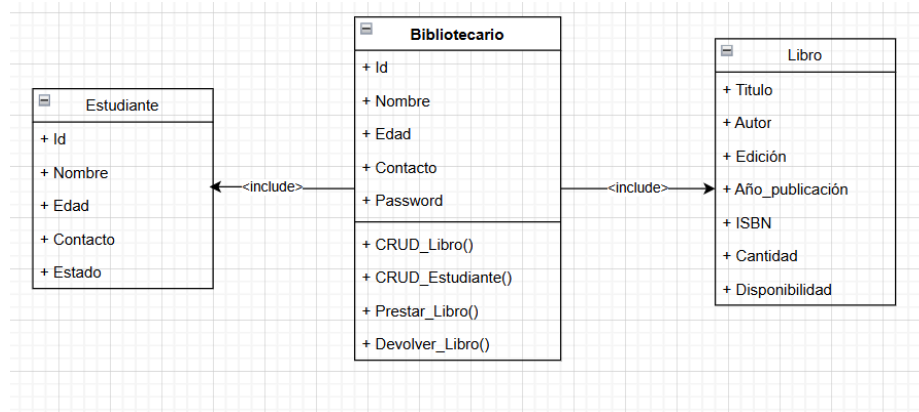 Estudiante
+ Id
+ Nombre
+ Edad
+ Contacto
+ Estado
<include>
Bibliotecario
+ Id
+ Nombre
+ Edad
+ Contacto
+ Password
+ CRUD_Libro()
+ CRUD_Estudiante()
+ Prestar_Libro()
+ Devolver_Libro()
<include>
Libro
+ Titulo
+ Autor
+ Edición
+ Año_publicación
+ ISBN
+ Cantidad
+ Disponibilidad